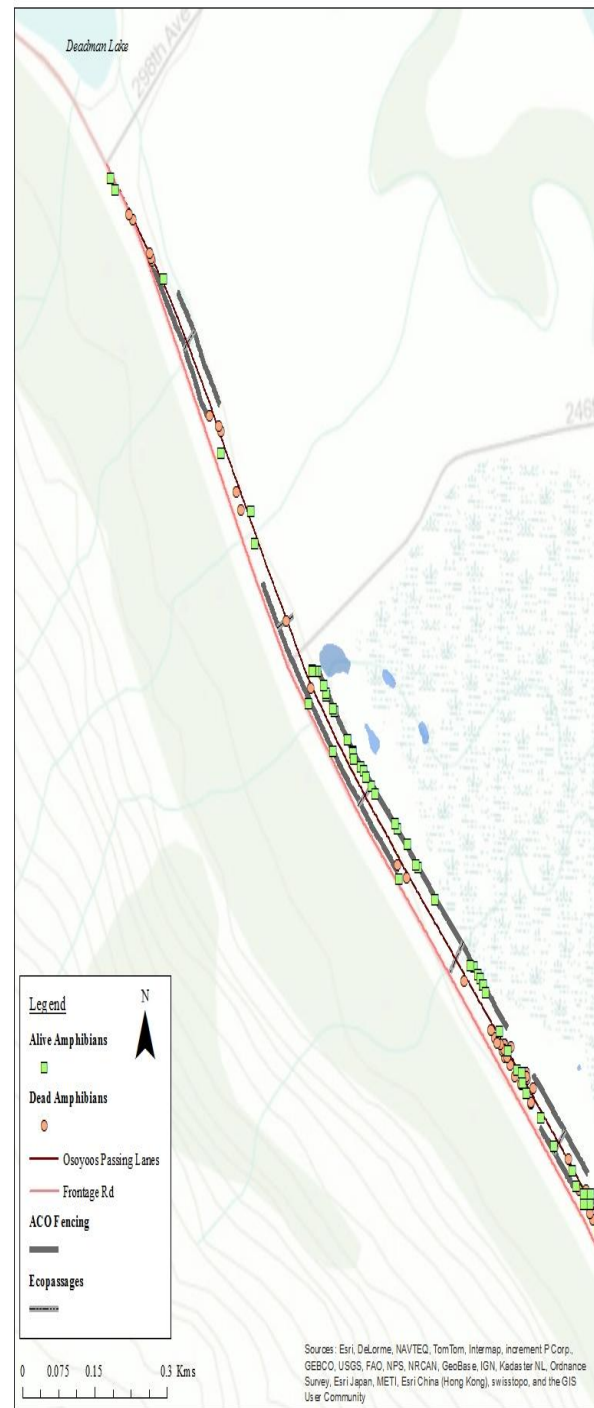 Deadman Lake
298th Ave
Legend
N
Alive Amphibians
Dead Amphibians
Osoyoos Passing Lanes
Frontage Rd
ACO Fencing
Ecopassages
0 0.075 0.15 0.3 Kms
Sources: Esri, DeLorme, NAVTEQ, TomTom, Intermap, increment P Corp.,
GEBCO, USGS, FAO, NPS, NRCAN, GeoBase, IGN, Kadaster NL, Ordnance
Survey, Esri Japan, METI, Esri China (Hong Kong), swisstopo, and the GIS
User Community